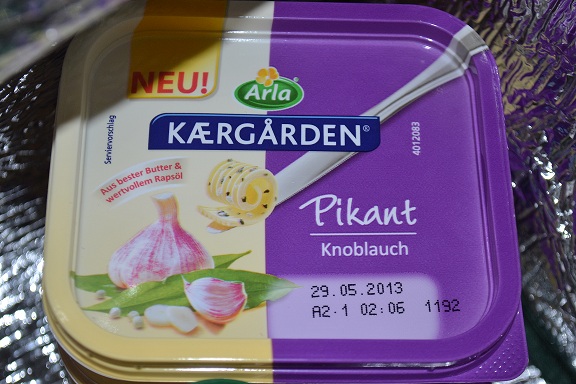 NEU!
Arla
KÆRGÅRDEN®
Serviervorschlag
4012083
Aus bester Butter &
wertvollem Rapsöl
Pikant
Knoblauch
29.05.2013
A2·1 02:06 1192